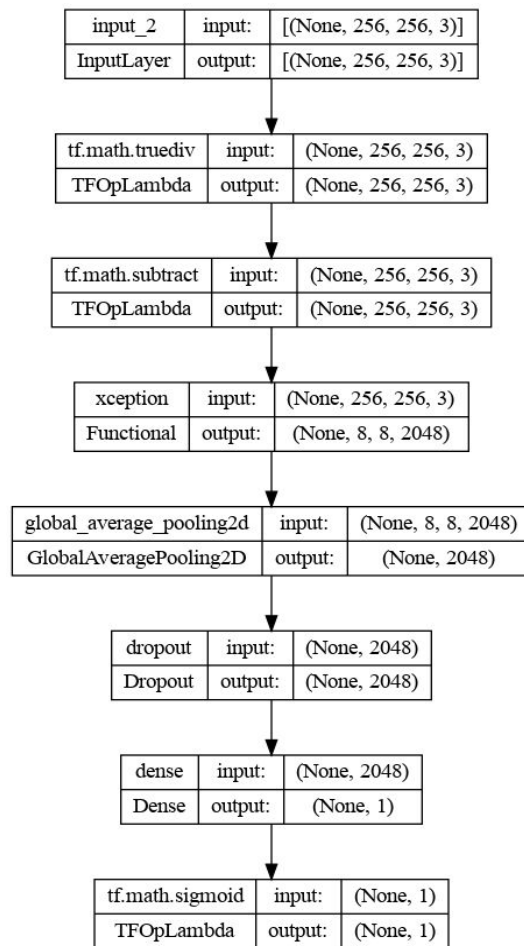 input_2 input: [(None, 256, 256, 3)]
InputLayer output: [(None, 256, 256, 3)]
tf.math.truediv input: (None, 256, 256, 3)
TFOpLambda output: (None, 256, 256, 3)
tf.math.subtract input: (None, 256, 256, 3)
TFOpLambda output: (None, 256, 256, 3)
xception input: (None, 256, 256, 3)
Functional output: (None, 8, 8, 2048)
global_average_pooling2d input: (None, 8, 8, 2048)
GlobalAveragePooling2D output: (None, 2048)
dropout input: (None, 2048)
Dropout output: (None, 2048)
dense input: (None, 2048)
Dense output: (None, 1)
tf.math.sigmoid input: (None, 1)
TFOpLambda output: (None, 1)